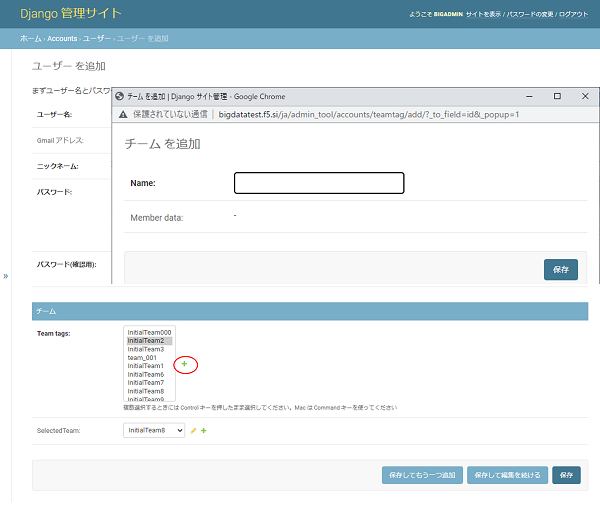 Django 管理サイト
ようこそ BIGADMIN サイトを表示 / パスワードの変更 / ログアウト
ホーム › Accounts › ユーザー › ユーザー を追加
ユーザー を追加
まずユーザー名とパスワ
ユーザー名:
Gmail アドレス:
ニックネーム:
パスワード:
パスワード(確認用):
チーム を追加 | Django サイト管理 - Google Chrome
保護されていない通信 | bigdatatest.f5.si/ja/admin_tool/accounts/teamtag/add/?_to_field=id&_popup=1
チーム を追加
Name:
Member data: -
保存
»
チーム
Team tags:
InitialTeam000
InitialTeam2
InitialTeam3
team_001
InitialTeam1
InitialTeam6
InitialTeam7
InitialTeam8
InitialTeam9
複数選択するときには Control キーを押したまま選択してください。Mac は Command キーを使ってください
SelectedTeam: InitialTeam8
保存してもう一つ追加 保存して編集を続ける 保存